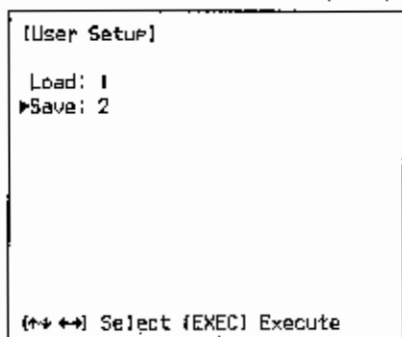 [User Setup]
Load: 1
▶Save: 2
[↑↓ ←→] Select [EXEC] Execute